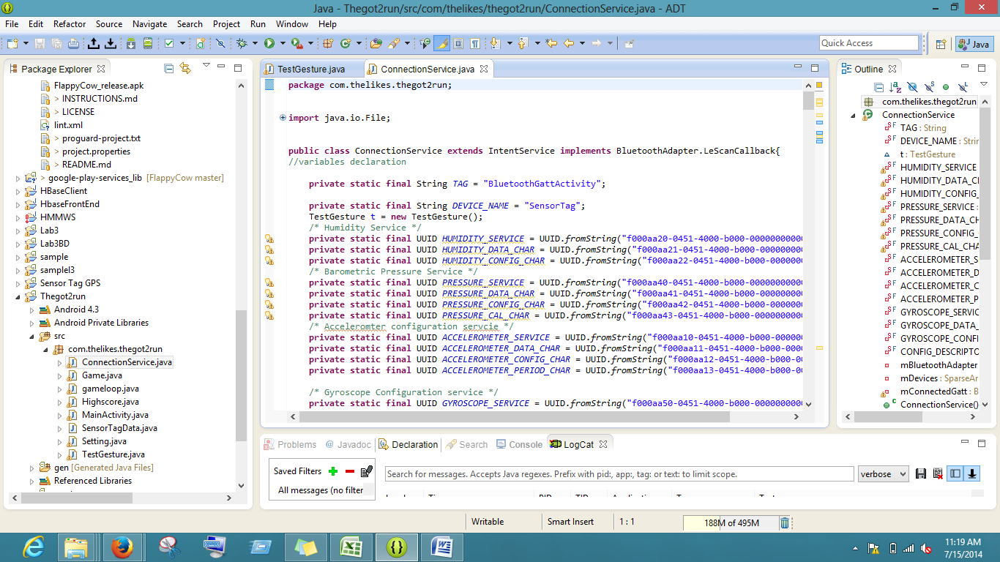 Java - Thegot2run/src/com/thelikes/thegot2run/ConnectionService.java - ADT
File Edit Refactor Source Navigate Search Project Run Window Help
Quick Access
Java
Package Explorer
FlappyCow_release.apk
> INSTRUCTIONS.md
> LICENSE
lint.xml
> proguard-project.txt
> project.properties
> README.md
> google-play-services_lib [FlappyCow master]
HBaseClient
HbaseFrontEnd
HMMWS
Lab3
Lab3BD
sample
samplel3
Sensor Tag GPS
Thegot2run
Android 4.3
Android Private Libraries
src
com.thelikes.thegot2run
ConnectionService.java
Game.java
gameloop.java
Highscore.java
MainActivity.java
SensorTagData.java
Setting.java
TestGesture.java
gen [Generated Java Files]
Referenced Libraries
TestGesture.java
ConnectionService.java
package com.thelikes.thegot2run;
import java.io.File;
public class ConnectionService extends IntentService implements BluetoothAdapter.LeScanCallback{
//variables declaration
private static final String TAG = "BluetoothGattActivity";
private static final String DEVICE_NAME = "SensorTag";
TestGesture t = new TestGesture();
/* Humidity Service */
private static final UUID HUMIDITY_SERVICE = UUID.fromString("f000aa20-0451-4000-b000-0000000000
private static final UUID HUMIDITY_DATA_CHAR = UUID.fromString("f000aa21-0451-4000-b000-00000000
private static final UUID HUMIDITY_CONFIG_CHAR = UUID.fromString("f000aa22-0451-4000-b000-000000
/* Barometric Pressure Service */
private static final UUID PRESSURE_SERVICE = UUID.fromString("f000aa40-0451-4000-b000-0000000000
private static final UUID PRESSURE_DATA_CHAR = UUID.fromString("f000aa41-0451-4000-b000-00000000
private static final UUID PRESSURE_CONFIG_CHAR = UUID.fromString("f000aa42-0451-4000-b000-000000
private static final UUID PRESSURE_CAL_CHAR = UUID.fromString("f000aa43-0451-4000-b000-000000000
/* Acceleromter configuration servcie */
private static final UUID ACCELEROMETER_SERVICE = UUID.fromString("f000aa10-0451-4000-b000-00000
private static final UUID ACCELEROMETER_DATA_CHAR = UUID.fromString("f000aa11-0451-4000-b000-000
private static final UUID ACCELEROMETER_CONFIG_CHAR = UUID.fromString("f000aa12-0451-4000-b000-0
private static final UUID ACCELEROMETER_PERIOD_CHAR = UUID.fromString("f000aa13-0451-4000-b000-0
/* Gyroscope Configuration service */
private static final UUID GYROSCOPE_SERVICE = UUID.fromString("f000aa50-0451-4000-b000-000000000
Outline
com.thelikes.thegot2run
ConnectionService
TAG : String
DEVICE_NAME : Strin
t : TestGesture
HUMIDITY_SERVICE
HUMIDITY_DATA_CI
HUMIDITY_CONFIG_
PRESSURE_SERVICE :
PRESSURE_DATA_CH
PRESSURE_CONFIG_
PRESSURE_CAL_CHA
ACCELEROMETER_S
ACCELEROMETER_D
ACCELEROMETER_C
ACCELEROMETER_P
GYROSCOPE_SERVIC
GYROSCOPE_DATA_
GYROSCOPE_CONFI
CONFIG_DESCRIPTO
mBluetoothAdapter
mDevices : SparseAr
mConnectedGatt : B
ConnectionService()
Problems @ Javadoc Declaration Search Console LogCat
Saved Filters
All messages (no filter
Search for messages. Accepts Java regexes. Prefix with pid:, app:, tag: or text: to limit scope.
verbose
Writable Smart Insert 1 : 1 188M of 495M
11:19 AM
7/15/2014